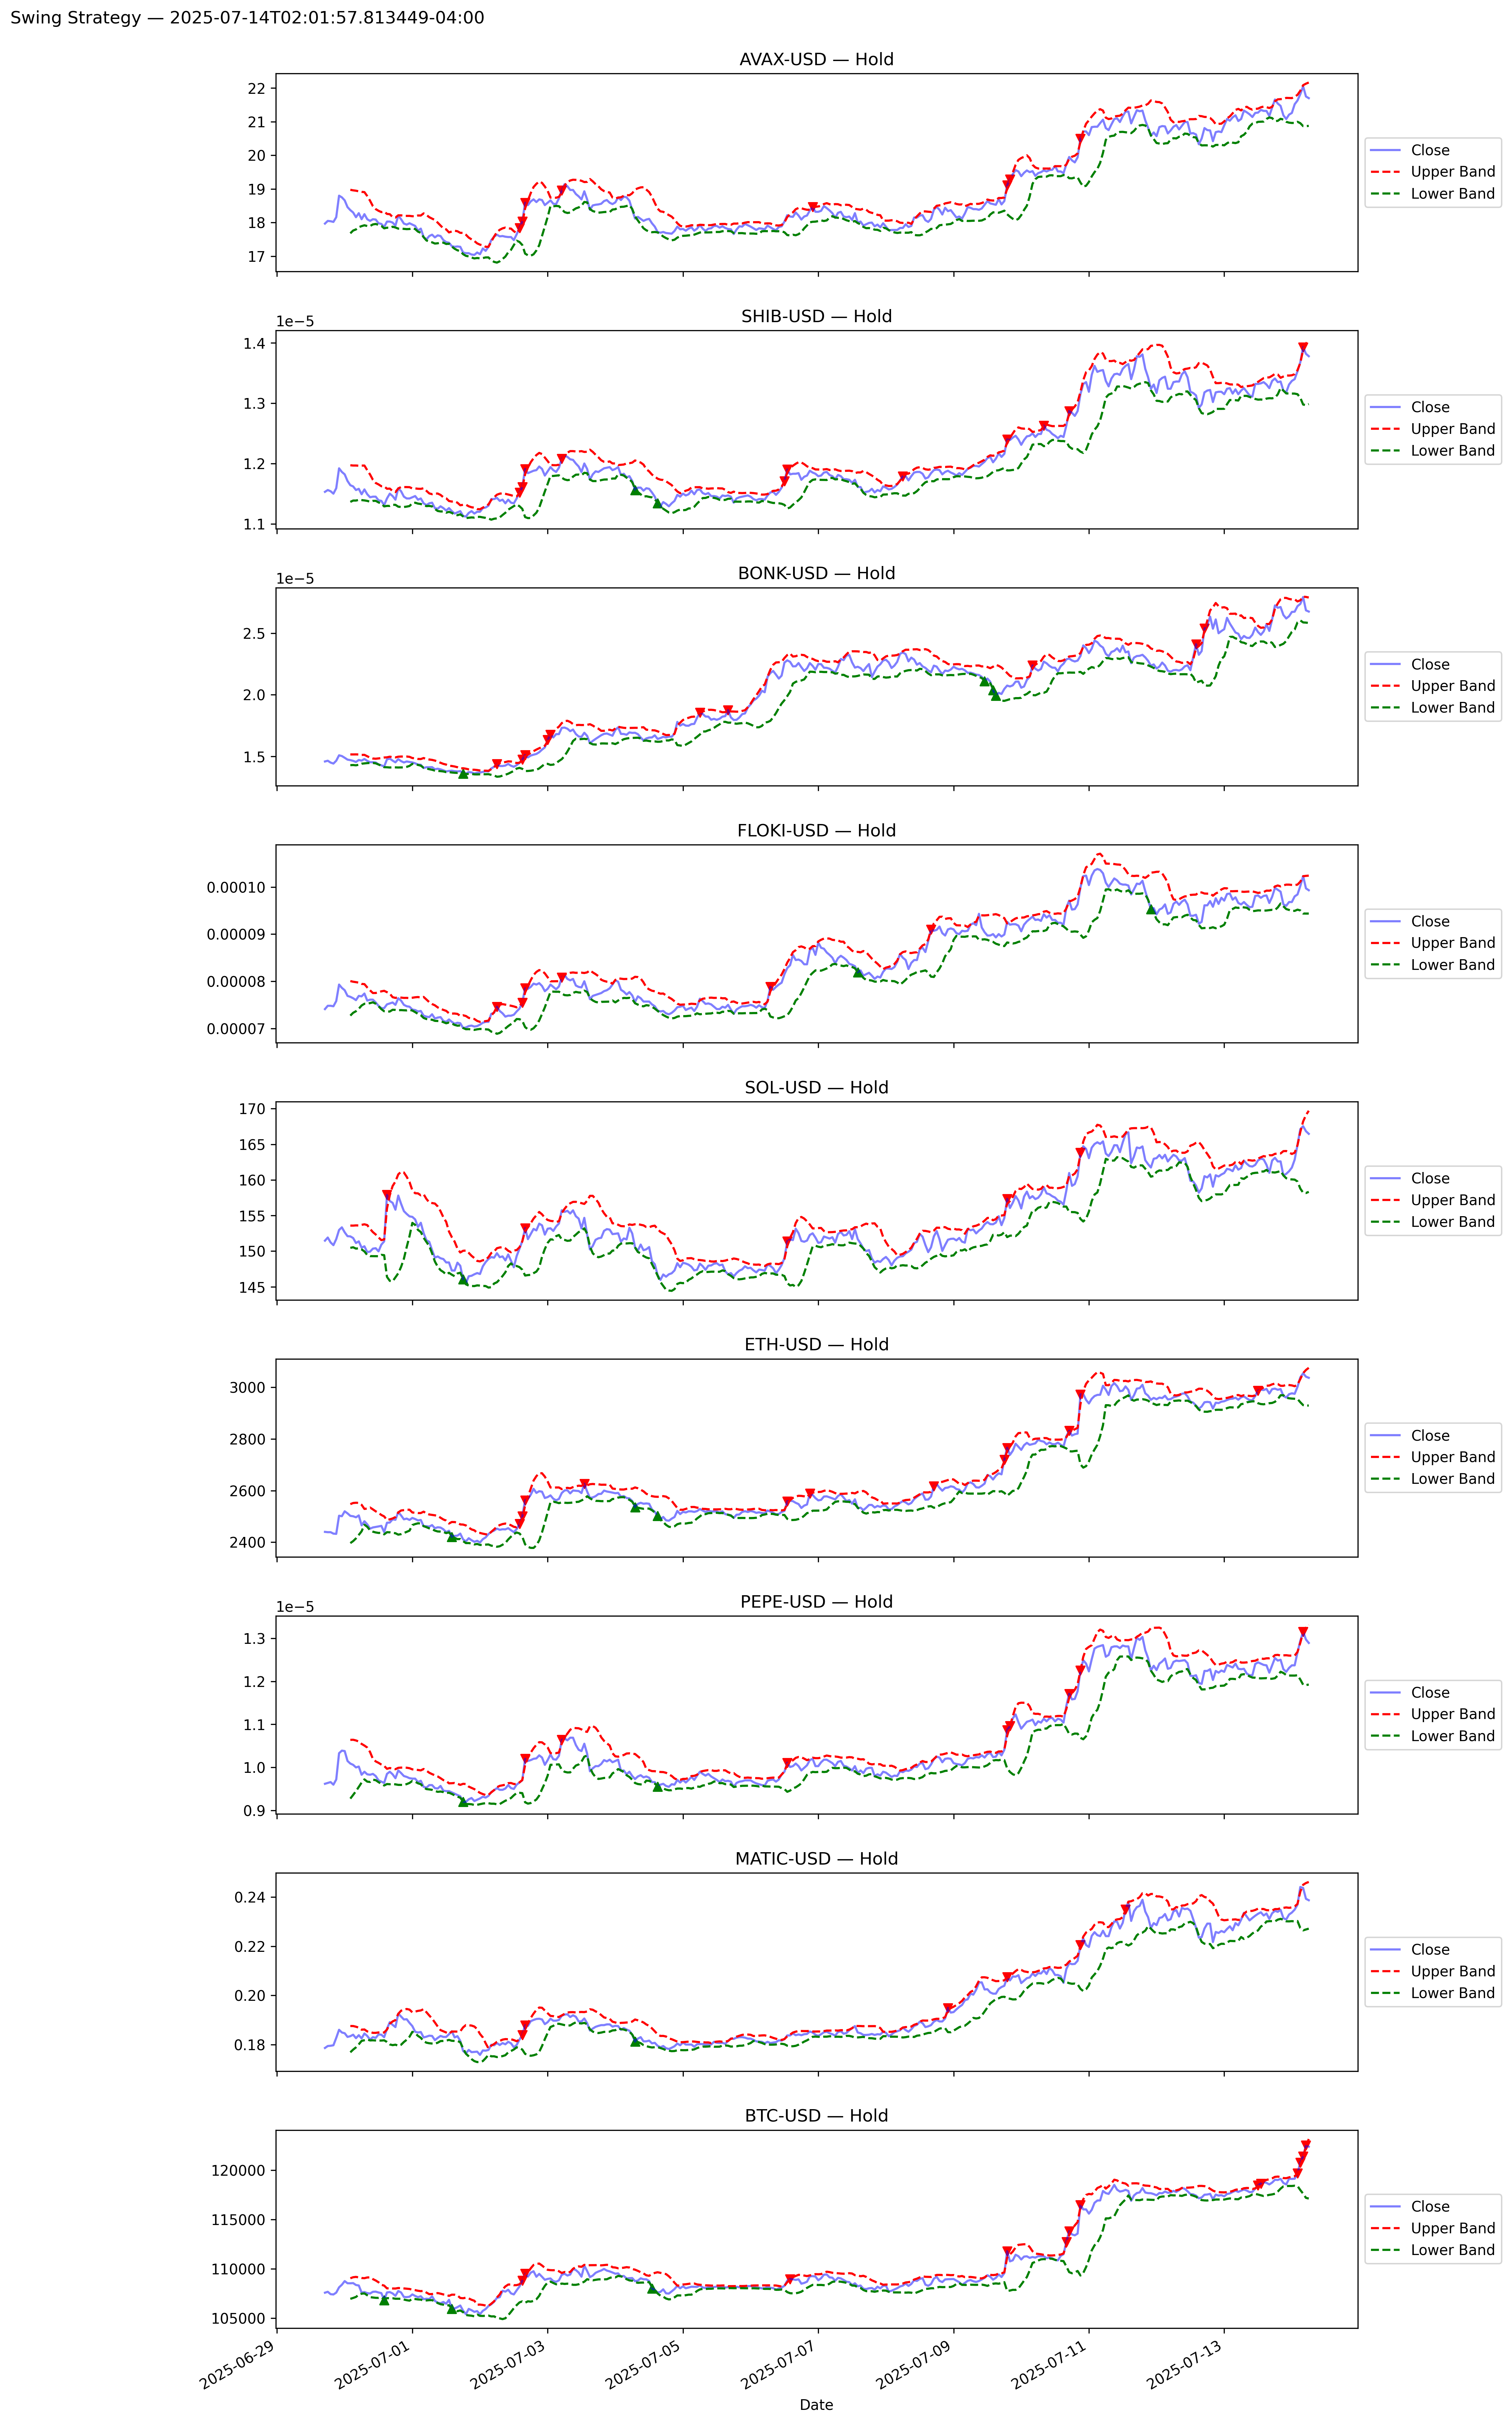 Swing Strategy — 2025-07-14T02:01:57.813449-04:00
AVAX-USD — Hold
22
21
20
19
18
17
Close
Upper Band
Lower Band
SHIB-USD — Hold
1e−5
1.4
1.3
1.2
1.1
Close
Upper Band
Lower Band
BONK-USD — Hold
1e−5
2.5
2.0
1.5
Close
Upper Band
Lower Band
FLOKI-USD — Hold
0.00010
0.00009
0.00008
0.00007
Close
Upper Band
Lower Band
SOL-USD — Hold
170
165
160
155
150
145
Close
Upper Band
Lower Band
ETH-USD — Hold
3000
2800
2600
2400
Close
Upper Band
Lower Band
PEPE-USD — Hold
1e−5
1.3
1.2
1.1
1.0
0.9
Close
Upper Band
Lower Band
MATIC-USD — Hold
0.24
0.22
0.20
0.18
Close
Upper Band
Lower Band
BTC-USD — Hold
120000
115000
110000
105000
Close
Upper Band
Lower Band
2025-06-29
2025-07-01
2025-07-03
2025-07-05
2025-07-07
2025-07-09
2025-07-11
2025-07-13
Date